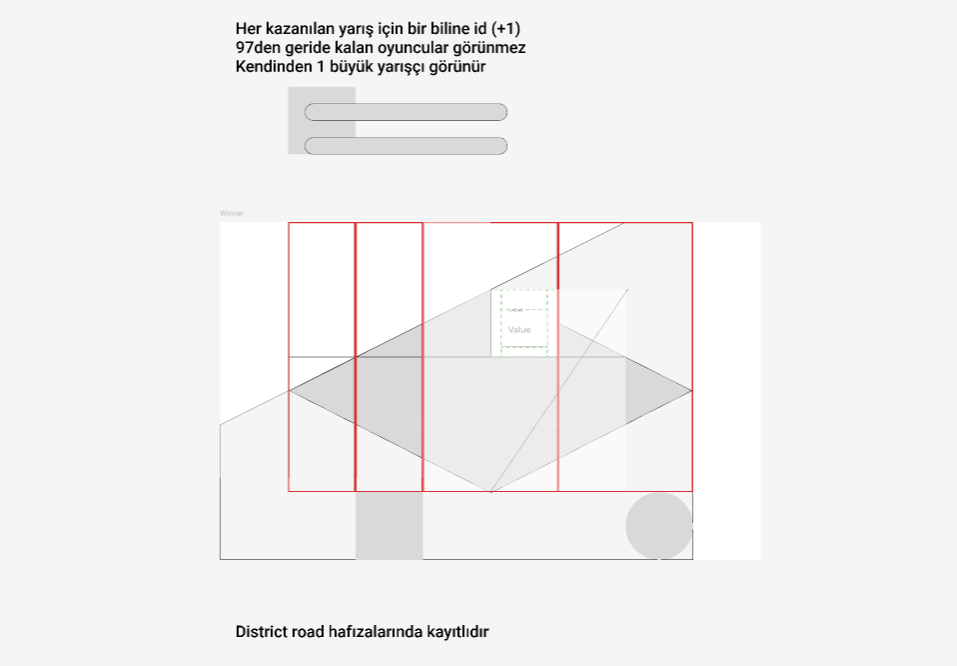 Her kazanılan yarış için bir biline id (+1)
97den geride kalan oyuncular görünmez
Kendinden 1 büyük yarışçı görünür
Winner
Value
District road hafızalarında kayıtlıdır